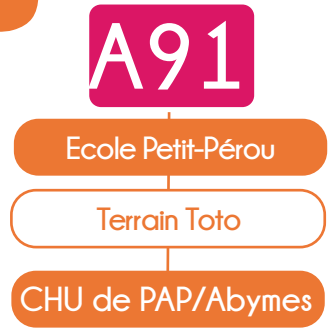 A91
Ecole Petit-Pérou
Terrain Toto
CHU de PAP/Abymes